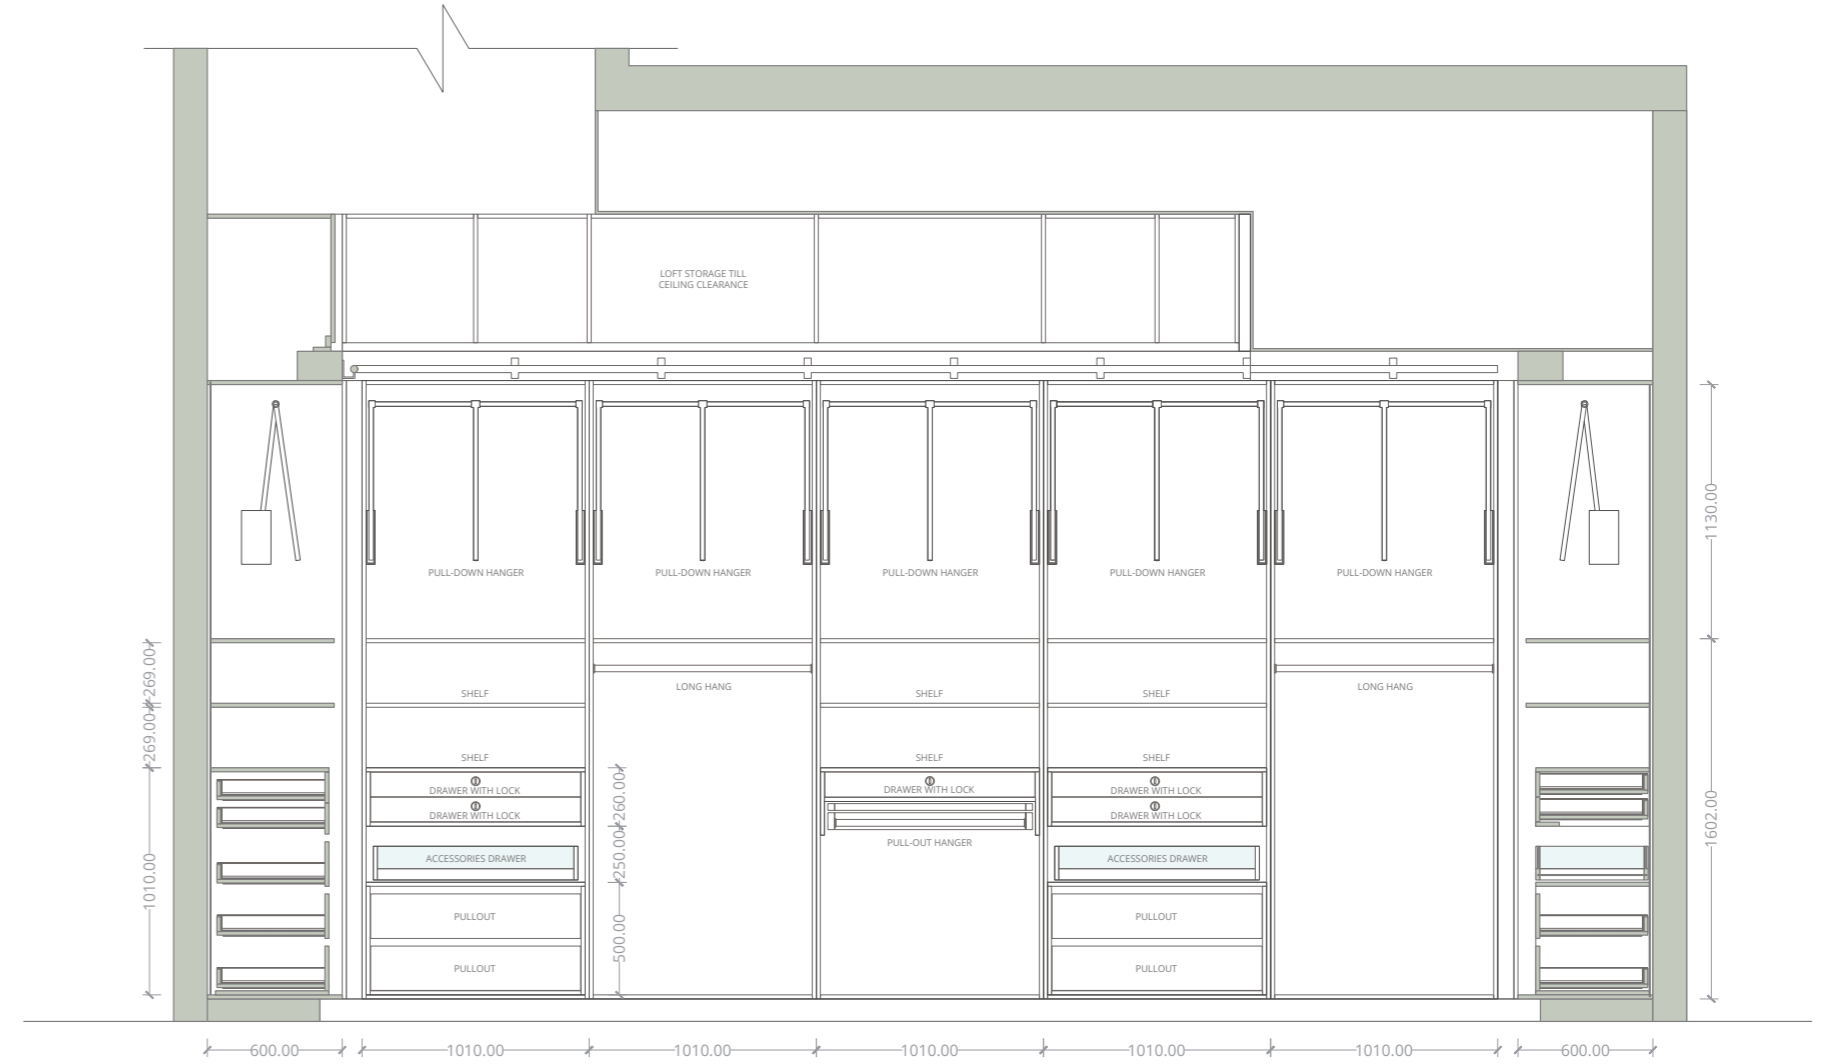 LOFT STORAGE TILL
CEILING CLEARANCE
1130.00
PULL-DOWN HANGER
PULL-DOWN HANGER
PULL-DOWN HANGER
PULL-DOWN HANGER
PULL-DOWN HANGER
269.00
LONG HANG
LONG HANG
SHELF
SHELF
SHELF
269.00
SHELF
SHELF
SHELF
DRAWER WITH LOCK
DRAWER WITH LOCK
DRAWER WITH LOCK
260.00
DRAWER WITH LOCK
DRAWER WITH LOCK
1602.00
PULL-OUT HANGER
250.00
ACCESSORIES DRAWER
ACCESSORIES DRAWER
1010.00
PULLOUT
PULLOUT
500.00
PULLOUT
PULLOUT
600.00
1010.00
1010.00
1010.00
1010.00
1010.00
600.00